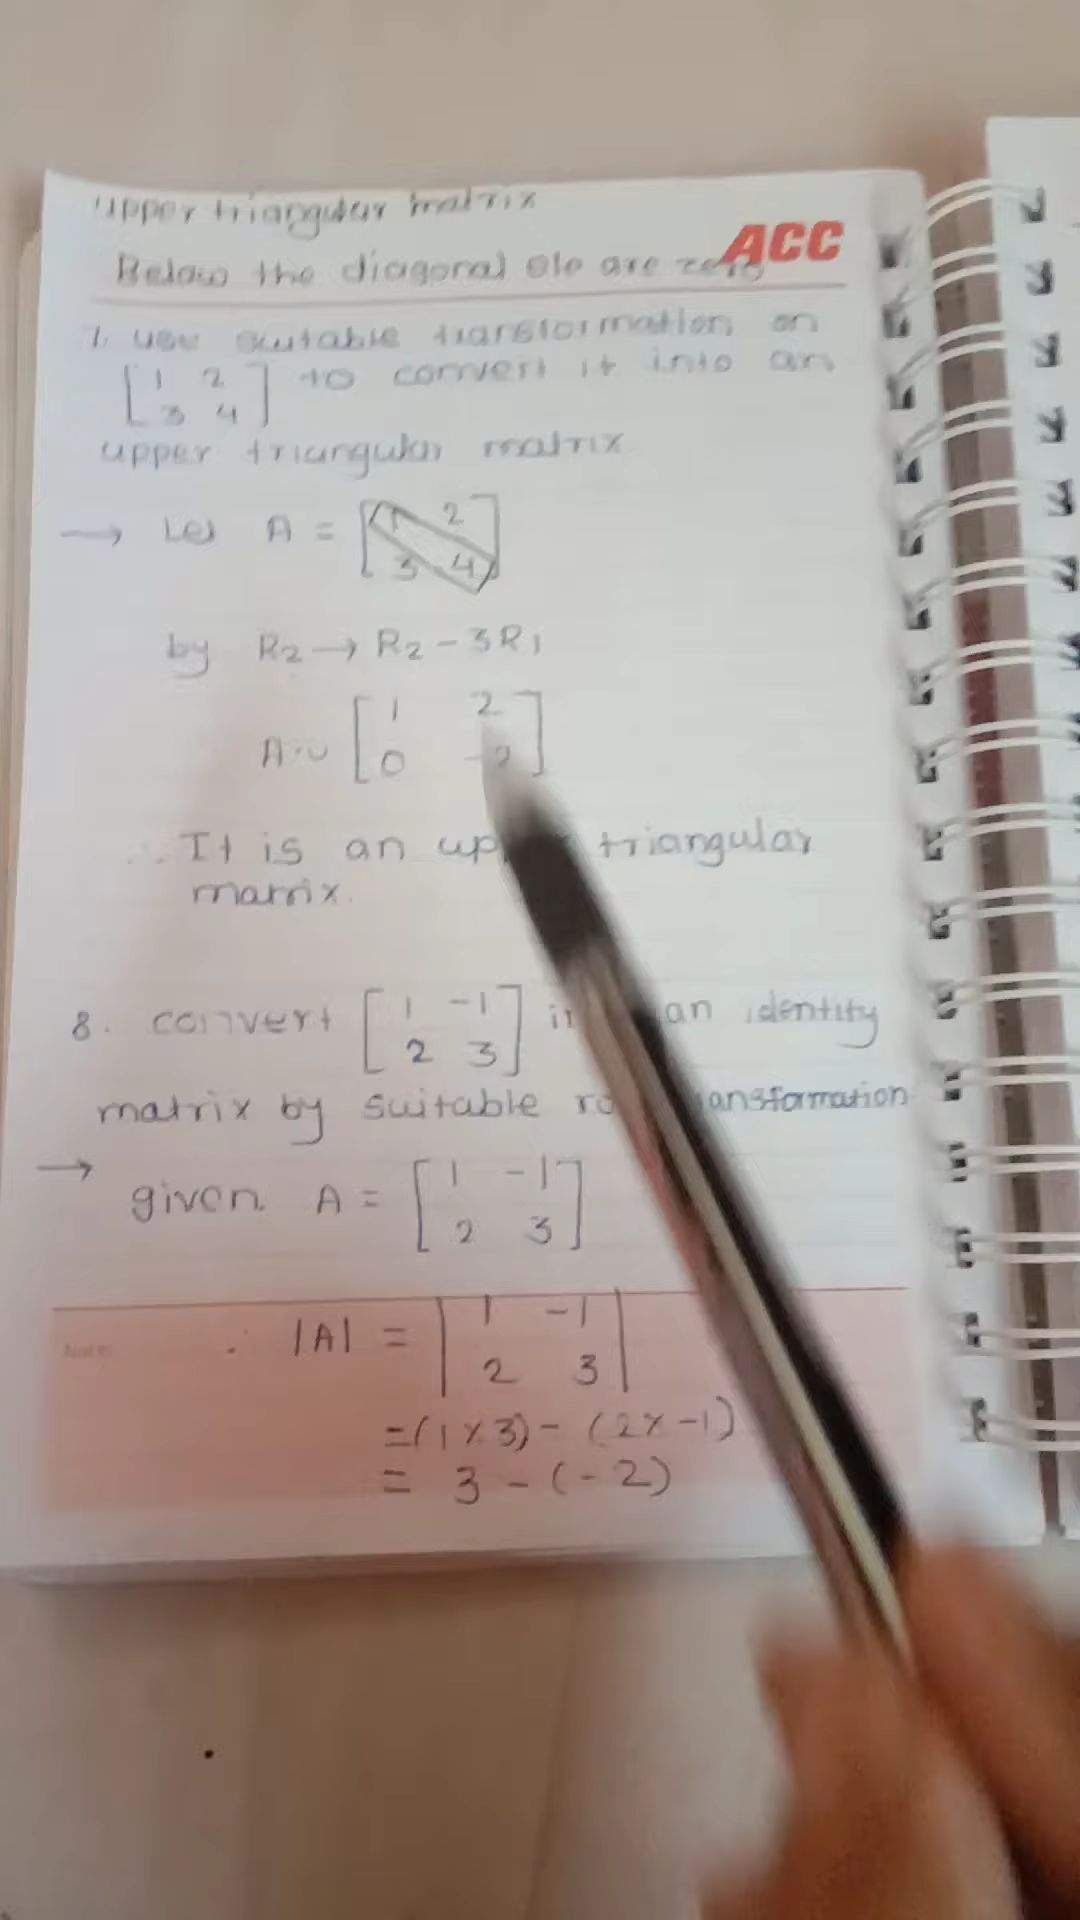 Upper triangular matrix
ACC
Below the diagonal ele are zero
7. use suitable transformation on
[ 1 2
3 4 ] to convert it into an
upper triangular matrix
→ Let A = [ 1 2
3 4 ]
by R2 → R2 - 3R1
A ~ [ 1 2
0 -2 ]
∴ It is an triangular
matrix.
8. convert [ 1 -1
2 3 ] an identity
matrix by suitable
→ given A = [ 1 -1
2 3 ]
Note:
∴ |A| = | 1 -1
2 3 |
= (1 × 3) - (2 × -1)
= 3 - (-2)